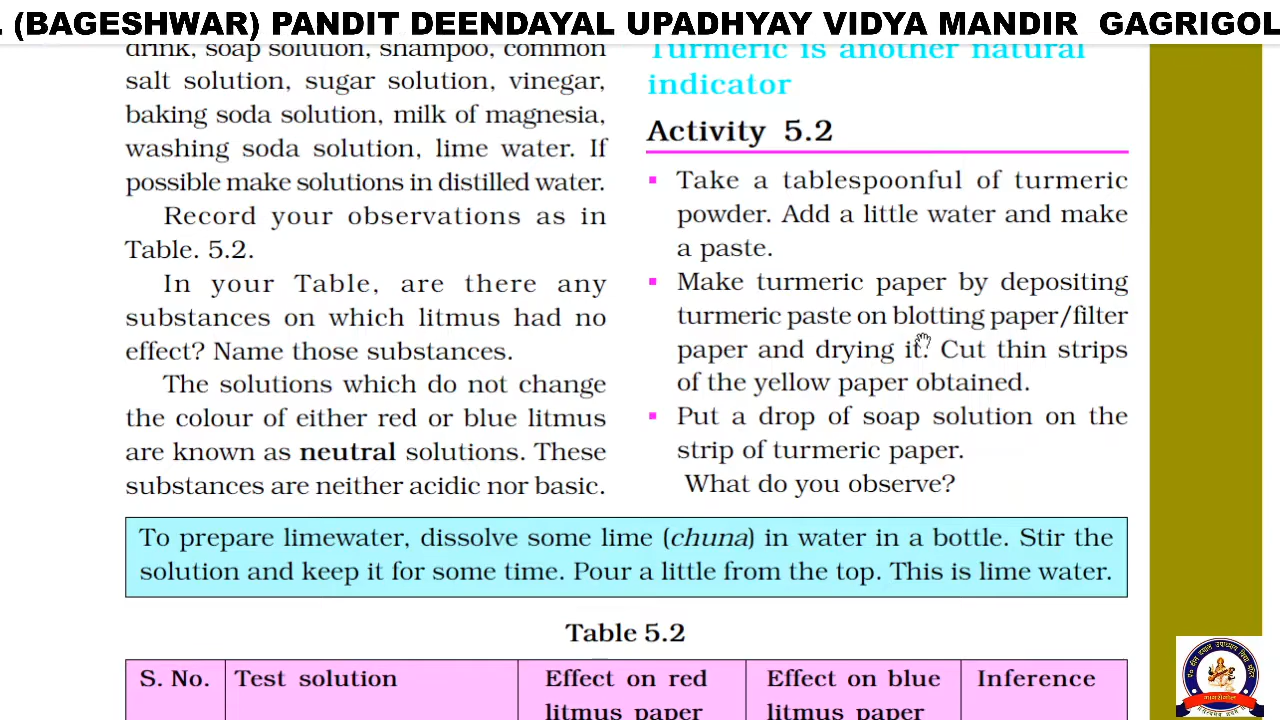 (BAGESHWAR) PANDIT DEENDAYAL UPADHYAY VIDYA MANDIR GAGRIGOL
drink, soap solution, shampoo, common
salt solution, sugar solution, vinegar,
baking soda solution, milk of magnesia,
washing soda solution, lime water. If
possible make solutions in distilled water.
Record your observations as in
Table. 5.2.
In your Table, are there any
substances on which litmus had no
effect? Name those substances.
The solutions which do not change
the colour of either red or blue litmus
are known as neutral solutions. These
substances are neither acidic nor basic.
Turmeric is another natural
indicator
Activity 5.2
▪ Take a tablespoonful of turmeric
powder. Add a little water and make
a paste.
▪ Make turmeric paper by depositing
turmeric paste on blotting paper/filter
paper and drying it. Cut thin strips
of the yellow paper obtained.
▪ Put a drop of soap solution on the
strip of turmeric paper.
What do you observe?
To prepare limewater, dissolve some lime (chuna) in water in a bottle. Stir the
solution and keep it for some time. Pour a little from the top. This is lime water.
Table 5.2
S. No. Test solution Effect on red Effect on blue Inference
litmus paper litmus paper